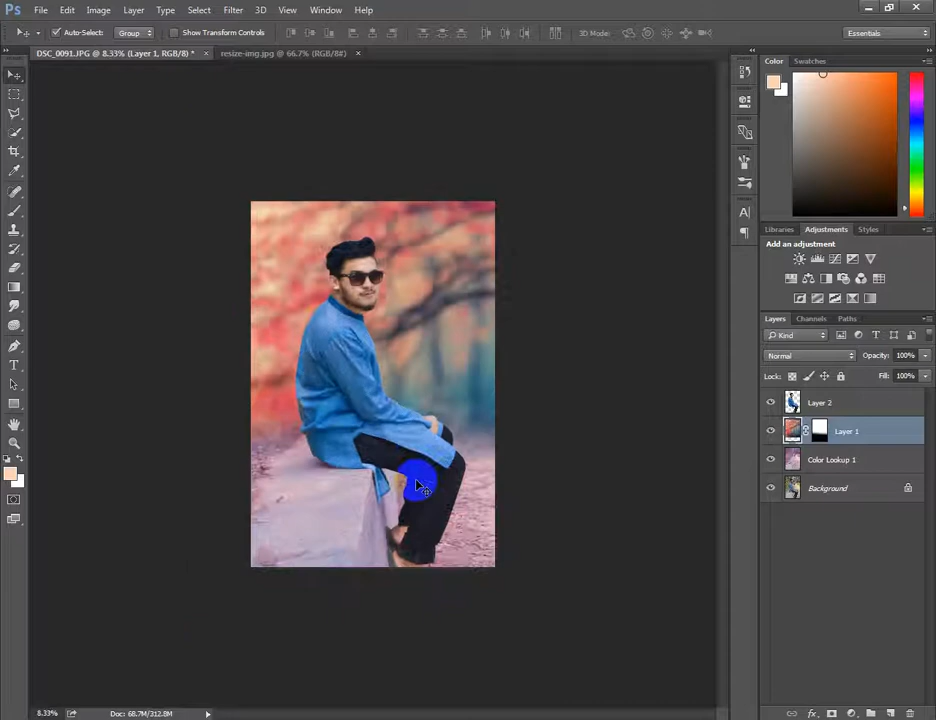 Ps File Edit Image Layer Type Select Filter 3D View Window Help
Auto-Select: Group Show Transform Controls 3D Mode: Essentials
DSC_0091.JPG @ 8.33% (Layer 1, RGB/8) * × resize-img.jpg @ 66.7% (RGB/8#) ×
Color Swatches
Libraries Adjustments Styles
Add an adjustment
Layers Channels Paths
Kind
Normal Opacity: 100%
Lock: Fill: 100%
Layer 2
Layer 1
Color Lookup 1
Background
8.33% Doc: 68.7M/312.8M